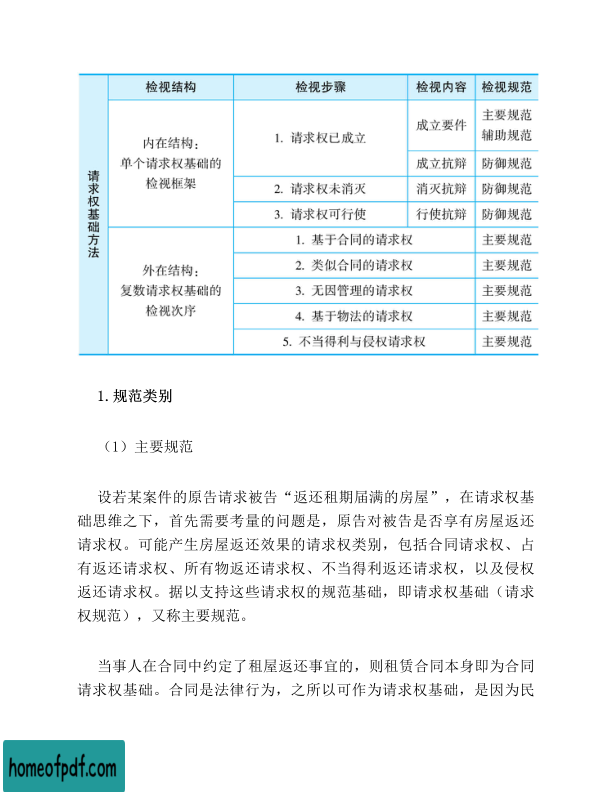 检视结构 检视步骤 检视内容 检视规范
请求权基础方法
内在结构：
单个请求权基础的
检视框架
1. 请求权已成立
成立要件
主要规范
辅助规范
成立抗辩 防御规范
2. 请求权未消灭 消灭抗辩 防御规范
3. 请求权可行使 行使抗辩 防御规范
外在结构：
复数请求权基础的
检视次序
1. 基于合同的请求权 主要规范
2. 类似合同的请求权 主要规范
3. 无因管理的请求权 主要规范
4. 基于物法的请求权 主要规范
5. 不当得利与侵权请求权 主要规范
1. 规范类别
（1）主要规范
设若某案件的原告请求被告“返还租期届满的房屋”，在请求权基
础思维之下，首先需要考量的问题是，原告对被告是否享有房屋返还
请求权。可能产生房屋返还效果的请求权类别，包括合同请求权、占
有返还请求权、所有物返还请求权、不当得利返还请求权，以及侵权
返还请求权。据以支持这些请求权的规范基础，即请求权基础（请求
权规范），又称主要规范。
当事人在合同中约定了租屋返还事宜的，则租赁合同本身即为合同
请求权基础。合同是法律行为，之所以可作为请求权基础，是因为民
homeofpdf.com